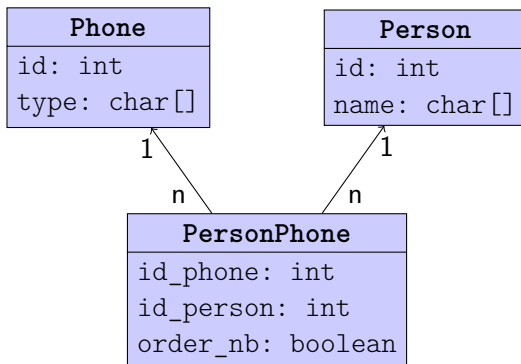 Phone
id: int
type: char[]
Person
id: int
name: char[]
1
1
n
n
PersonPhone
id_phone: int
id_person: int
order_nb: boolean